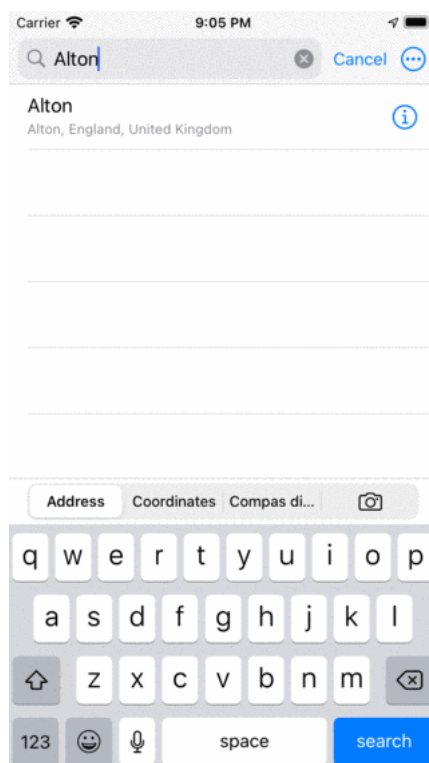 Carrier 9:05 PM
Alton Cancel
Alton
Alton, England, United Kingdom
Address Coordinates Compas di...
q w e r t y u i o p
a s d f g h j k l
z x c v b n m
123 space search